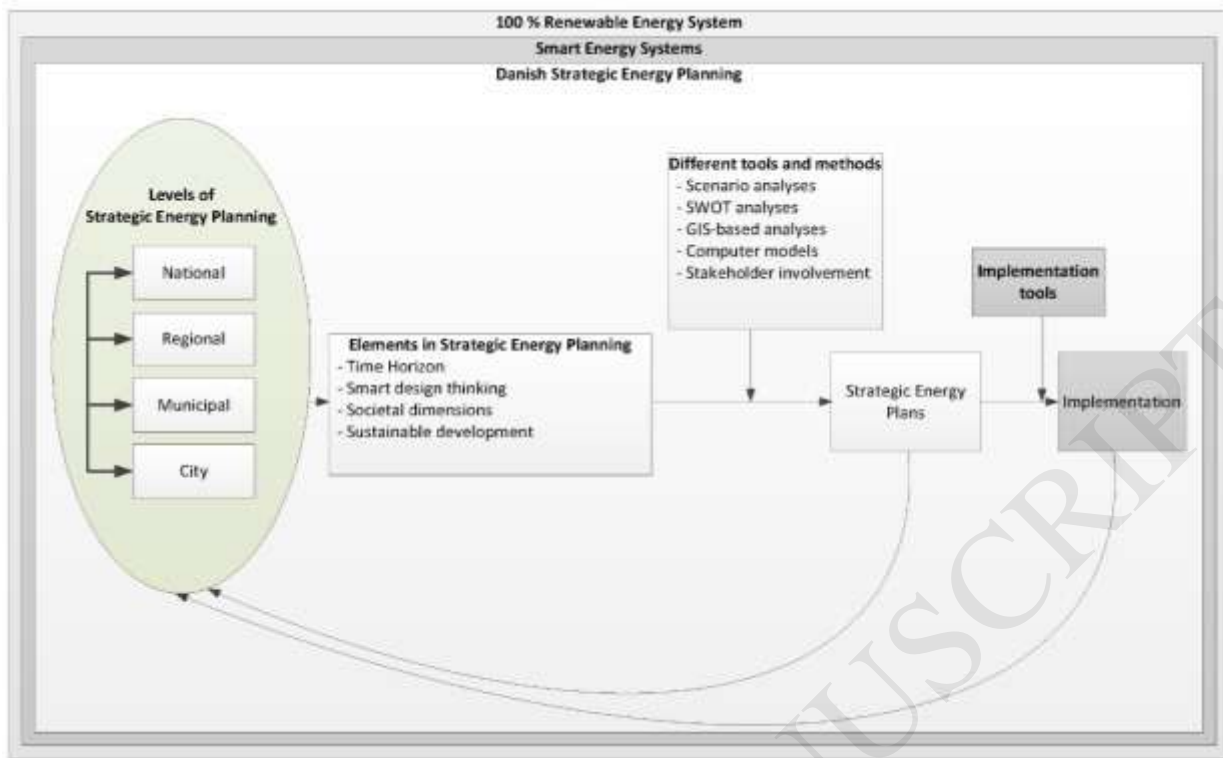 100 % Renewable Energy System
Smart Energy Systems
Danish Strategic Energy Planning
Levels of
Strategic Energy Planning
National
Regional
Municipal
City
Elements in Strategic Energy Planning
- Time Horizon
- Smart design thinking
- Societal dimensions
- Sustainable development
Different tools and methods
- Scenario analyses
- SWOT analyses
- GIS-based analyses
- Computer models
- Stakeholder involvement
Strategic Energy
Plans
Implementation
tools
Implementation
USCRIPT